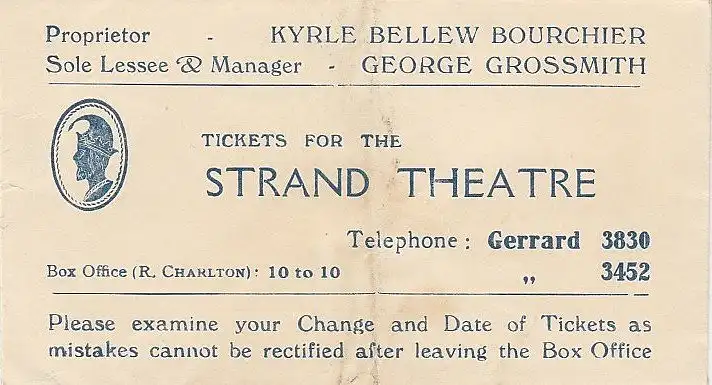 Proprietor - KYRLE BELLEW BOURCHIER
Sole Lessee & Manager - GEORGE GROSSMITH
TICKETS FOR THE
STRAND THEATRE
Telephone: Gerrard 3830
Box Office (R. CHARLTON): 10 to 10 „ 3452
Please examine your Change and Date of Tickets as
mistakes cannot be rectified after leaving the Box Office